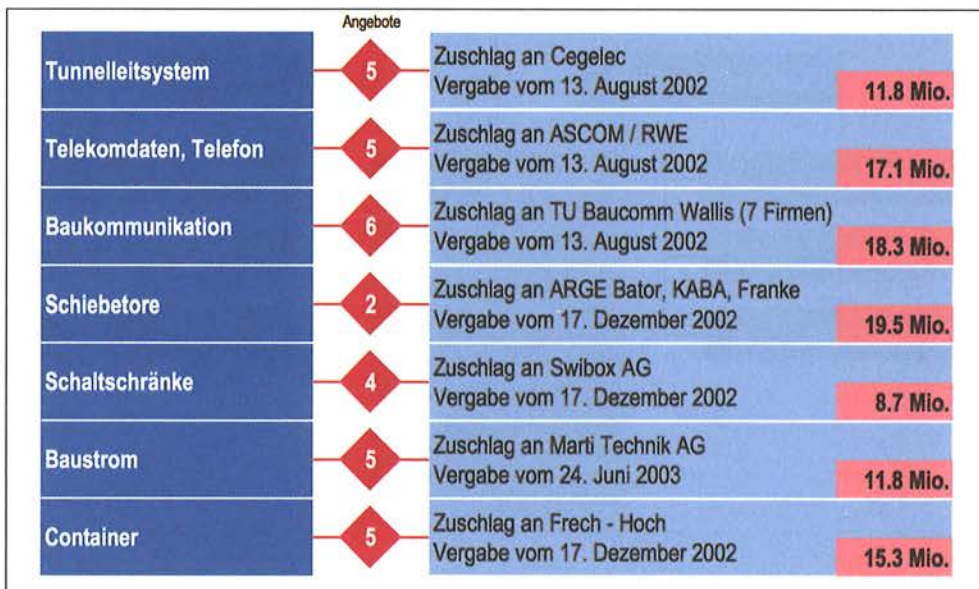 Angebote
Tunnelleitsystem
5
Zuschlag an Cegelec
Vergabe vom 13. August 2002
11.8 Mio.
Telekomdaten, Telefon
5
Zuschlag an ASCOM / RWE
Vergabe vom 13. August 2002
17.1 Mio.
Baukommunikation
6
Zuschlag an TU Baucomm Wallis (7 Firmen)
Vergabe vom 13. August 2002
18.3 Mio.
Schiebetore
2
Zuschlag an ARGE Bator, KABA, Franke
Vergabe vom 17. Dezember 2002
19.5 Mio.
Schaltschränke
4
Zuschlag an Swibox AG
Vergabe vom 17. Dezember 2002
8.7 Mio.
Baustrom
5
Zuschlag an Marti Technik AG
Vergabe vom 24. Juni 2003
11.8 Mio.
Container
5
Zuschlag an Frech - Hoch
Vergabe vom 17. Dezember 2002
15.3 Mio.